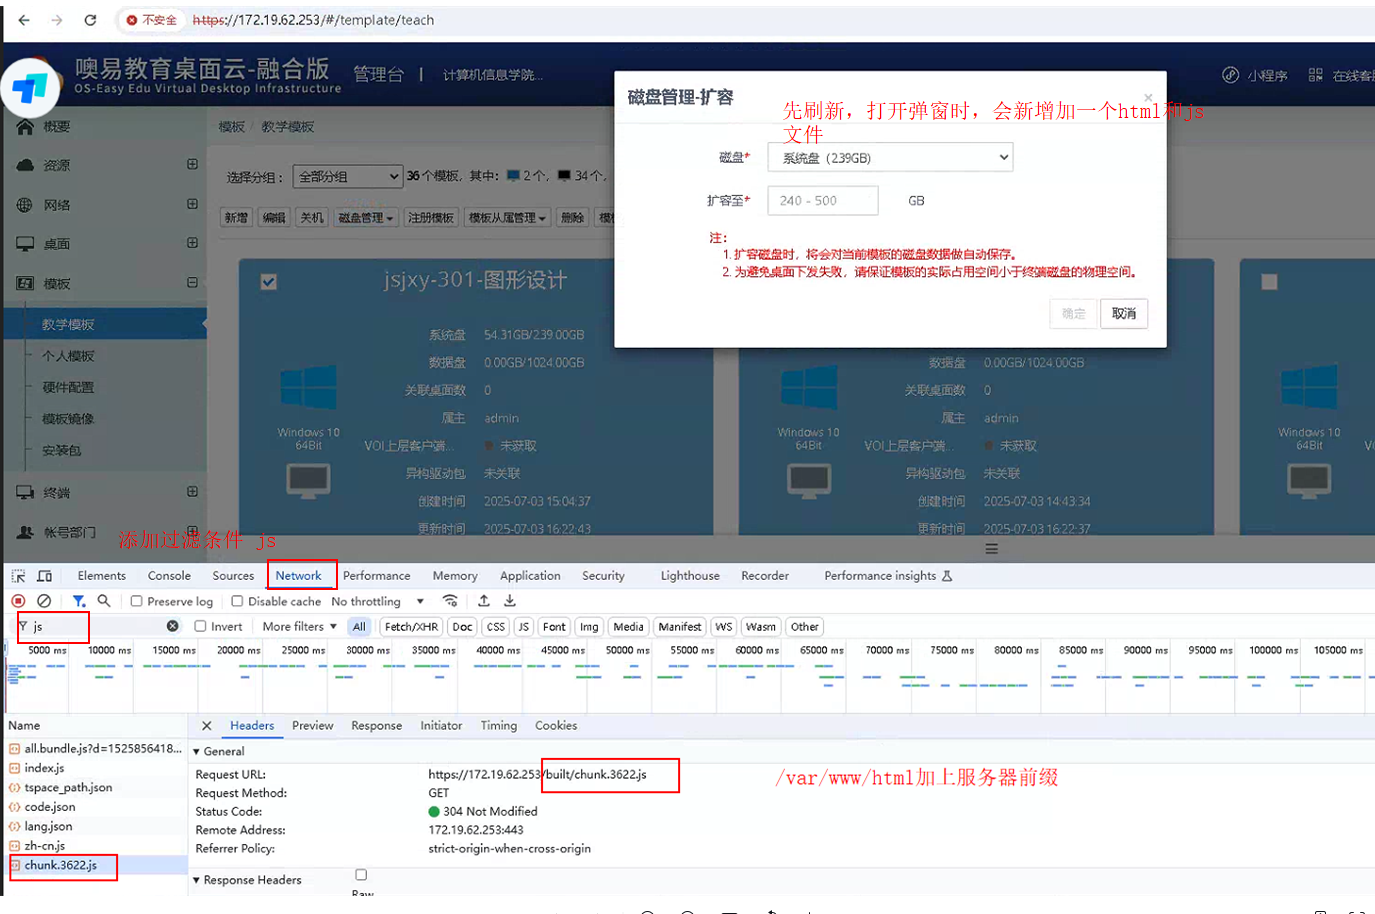 不安全 https://172.19.62.253/#/template/teach
噢易教育桌面云-融合版 管理台 | 计算机信息学院...
OS-Easy Edu Virtual Desktop Infrastructure
小程序 在线客服
磁盘管理-扩容 ×
先刷新，打开弹窗时，会新增加一个html和js
文件
磁盘* 系统盘（239GB）
扩容至* 240 - 500 GB
注：
1. 扩容磁盘时，将会对当前模板的磁盘数据做自动保存。
2. 为避免桌面下发失败，请保证模板的实际占用空间小于终端磁盘的物理空间。
确定 取消
概要
资源
网络
桌面
模板
教学模板
个人模板
硬件配置
模板镜像
安装包
终端
帐号部门
模板 / 教学模板
选择分组： 全部分组 36个模板，其中： 2个， 34个，
新增 编辑 关机 磁盘管理 注册模板 模板从属管理 删除
jsjxy-301-图形设计
Windows 10
64Bit
系统盘 54.31GB/239.00GB
数据盘 0.00GB/1024.00GB
关联桌面数 0
属主 admin
VOI上层客户端... 未获取
异构驱动包 未关联
创建时间 2025-07-03 15:04:37
更新时间 2025-07-03 16:22:43
Windows 10
64Bit
数据盘 0.00GB/1024.00GB
关联桌面数 0
属主 admin
VOI上层客户端... 未获取
异构驱动包 未关联
创建时间 2025-07-03 14:43:34
更新时间 2025-07-03 16:22:37
Windows 10
64Bit
添加过滤条件 js
Elements Console Sources Network Performance Memory Application Security Lighthouse Recorder Performance insights
Preserve log Disable cache No throttling
js Invert More filters All Fetch/XHR Doc CSS JS Font Img Media Manifest WS Wasm Other
5000 ms 10000 ms 15000 ms 20000 ms 25000 ms 30000 ms 35000 ms 40000 ms 45000 ms 50000 ms 55000 ms 60000 ms 65000 ms 70000 ms 75000 ms 80000 ms 85000 ms 90000 ms 95000 ms 100000 ms 105000 ms
Name
all.bundle.js?d=1525856418...
index.js
tspace_path.json
code.json
lang.json
zh-cn.js
chunk.3622.js
× Headers Preview Response Initiator Timing Cookies
General
Request URL: https://172.19.62.253/built/chunk.3622.js
/var/www/html加上服务器前缀
Request Method: GET
Status Code: 304 Not Modified
Remote Address: 172.19.62.253:443
Referrer Policy: strict-origin-when-cross-origin
Response Headers
Raw